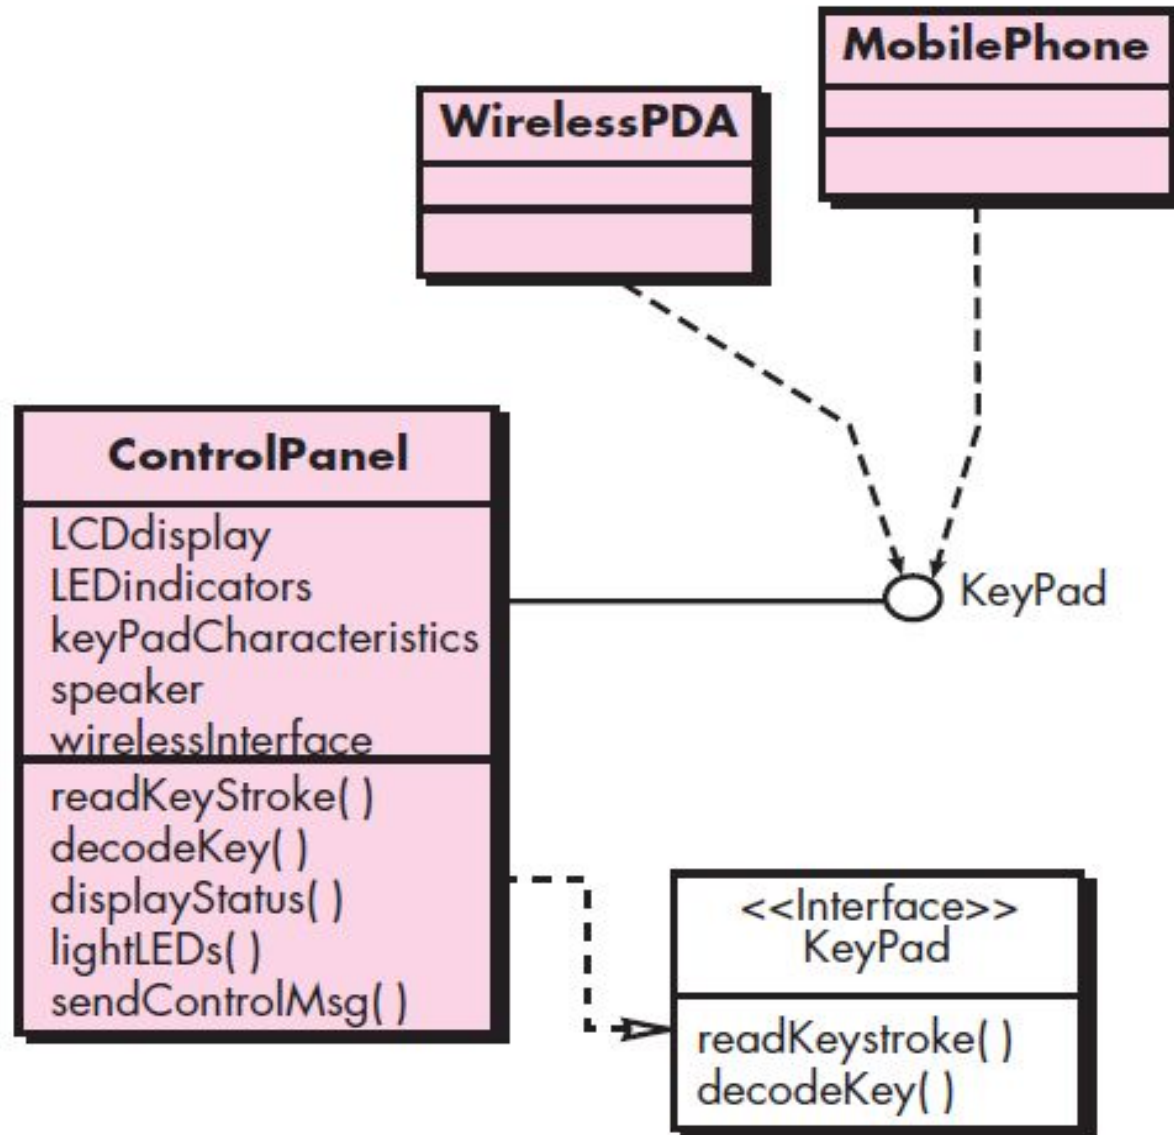 MobilePhone
WirelessPDA
ControlPanel
LCDdisplay
LEDindicators
keyPadCharacteristics
speaker
wirelessInterface
readKeyStroke( )
decodeKey( )
displayStatus( )
lightLEDs( )
sendControlMsg( )
KeyPad
<<Interface>>
KeyPad
readKeystroke( )
decodeKey( )